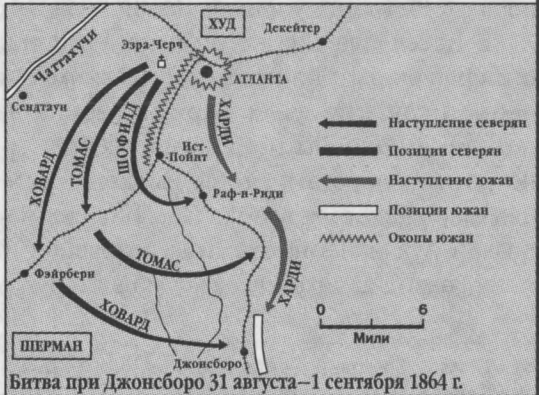 ХУД
Декейтер
Эзра-Черч
Чаттахучи
АТЛАНТА
Сендтаун
ХАРДИ
ХОВАРД
ТОМАС
ШОФИЛД
Ист-
Пойнт
Раф-н-Риди
Наступление северян
Позиции северян
Наступление южан
Позиции южан
Окопы южан
ТОМАС
ХАРДИ
Фэйрберн
ХОВАРД
0 6
Мили
ШЕРМАН
Джонсборо
Битва при Джонсборо 31 августа—1 сентября 1864 г.